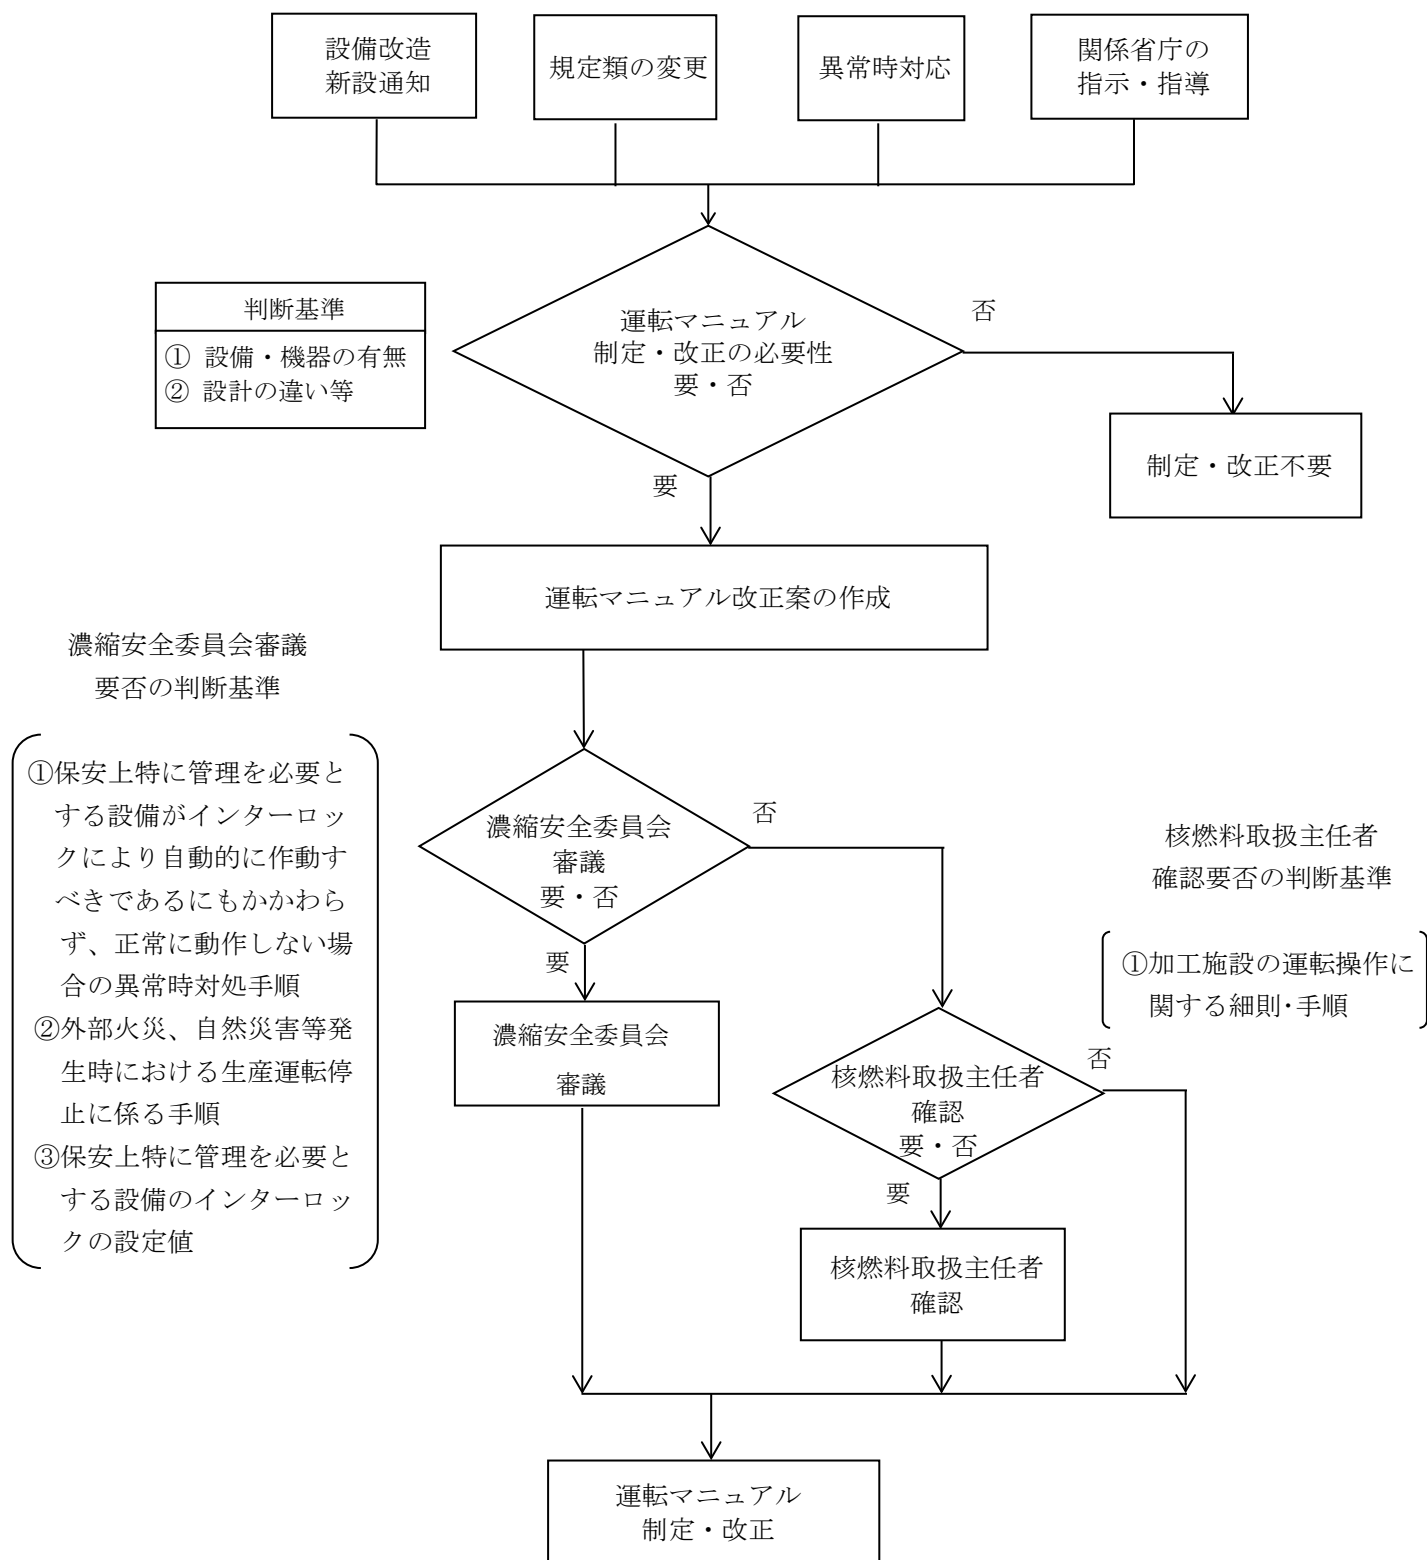 設備改造
新設通知
規定類の変更
異常時対応
関係省庁の
指示・指導
判断基準
① 設備・機器の有無
② 設計の違い等
運転マニュアル
制定・改正の必要性
要・否
否
制定・改正不要
要
運転マニュアル改正案の作成
濃縮安全委員会審議
要否の判断基準
①保安上特に管理を必要と
する設備がインターロッ
クにより自動的に作動す
べきであるにもかかわら
ず、正常に動作しない場
合の異常時対処手順
②外部火災、自然災害等発
生時における生産運転停
止に係る手順
③保安上特に管理を必要と
する設備のインターロッ
クの設定値
濃縮安全委員会
審議
要・否
否
要
濃縮安全委員会
審議
核燃料取扱主任者
確認要否の判断基準
①加工施設の運転操作に
関する細則・手順
核燃料取扱主任者
確認
要・否
否
要
核燃料取扱主任者
確認
運転マニュアル
制定・改正